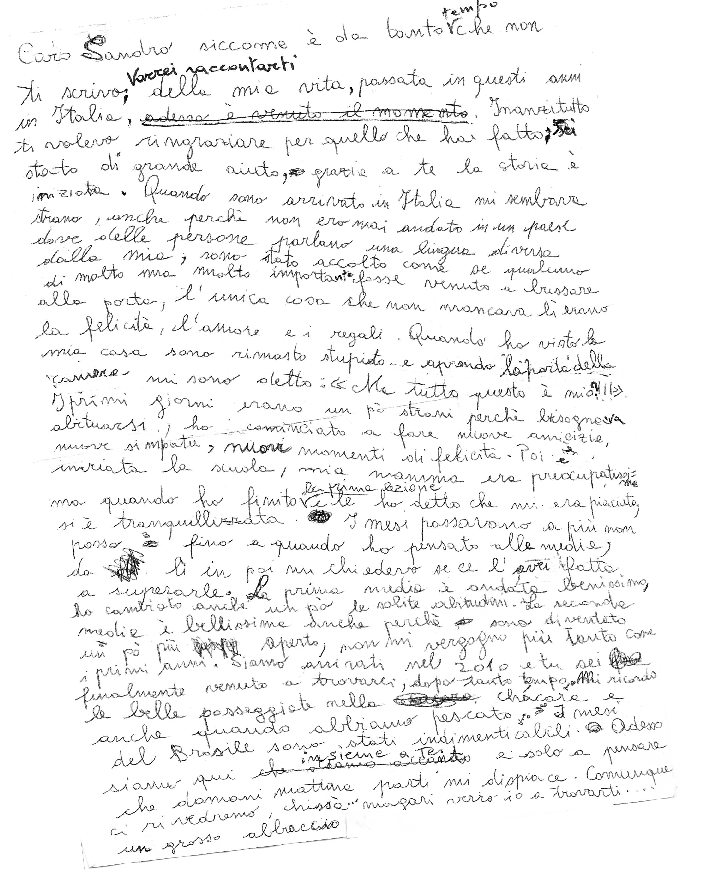 Caro Sandro siccome è da tanto tempo che non
ti scrivo, vorrei raccontarti della mia vita, passata in questi anni
in Italia, adesso è venuto il momento. Inanzitutto
ti volevo ringraziare per quello che hai fatto, sei
stato di grande aiuto, grazie a te la storia è
iniziata. Quando sono arrivato in Italia mi sembrava
strano, anche perchè non ero mai andato in un paese
dove delle persone parlano una lingua diversa
dalla mia, sono stato accolto come se qualcuno
di molto ma molto importante fosse venuto a bussare
alla porta, l'unica cosa che non mancava lì erano
la felicità, l'amore e i regali. Quando ho visto la
mia casa sono rimasto stupito e aprendo la porta della
camera mi sono detto: «Ma tutto questo è mio?!!»
I primi giorni erano un pò strani perchè bisognava
abituarsi, ho cominciato a fare nuove amicizie,
nuove simpatie, nuovi momenti di felicità. Poi è
iniziata la scuola, mia mamma era preoccupatissima
ma quando ho finito la prima lezione e le ho detto che mi era piaciuta,
si è tranquillizzata. I mesi passarono a più non
posso fino a quando ho pensato alle medie,
da lì in poi mi chiedevo se ce l'avrei fatta
a superarle. La prima media è andata benissimo,
ho cambiato anche un pò le solite abitudini. La seconda
media è bellissima anche perchè sono diventato
un pò più aperto, non mi vergogno più tanto come
i primi anni. Siamo arrivati nel 2010 e tu sei
finalmente venuto a trovarci, dopo tanto tempo. Mi ricordo
le belle passeggiate nella chácara e
anche quando abbiamo pescato. I mesi
del Brasile sono stati indimenticabili. Adesso
siamo qui insieme a te e solo a pensare
che domani mattina parti mi dispiace. Comunque
ci rivedremo, chissà magari verrò io a trovarti....
un grosso abbraccio